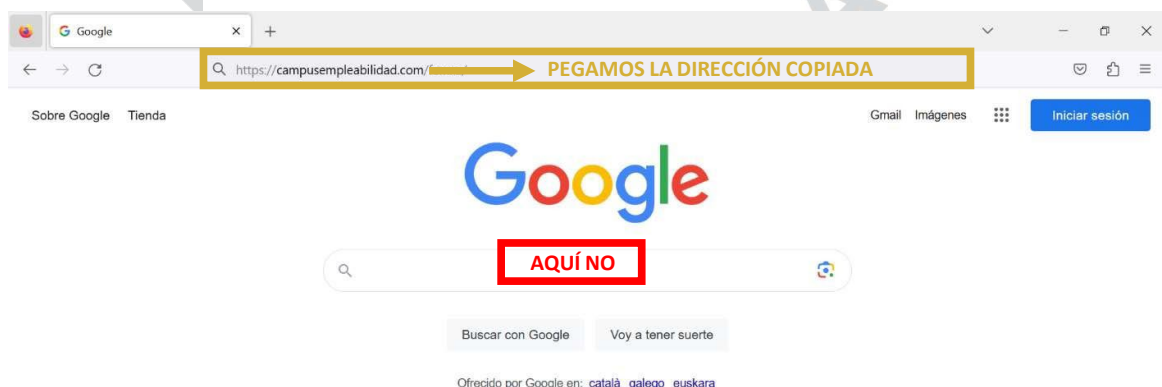 Google
https://campusempleabilidad.com/ PEGAMOS LA DIRECCIÓN COPIADA
Sobre Google Tienda Gmail Imágenes Iniciar sesión
Google
AQUÍ NO
Buscar con Google Voy a tener suerte
Ofrecido por Google en: català galego euskara